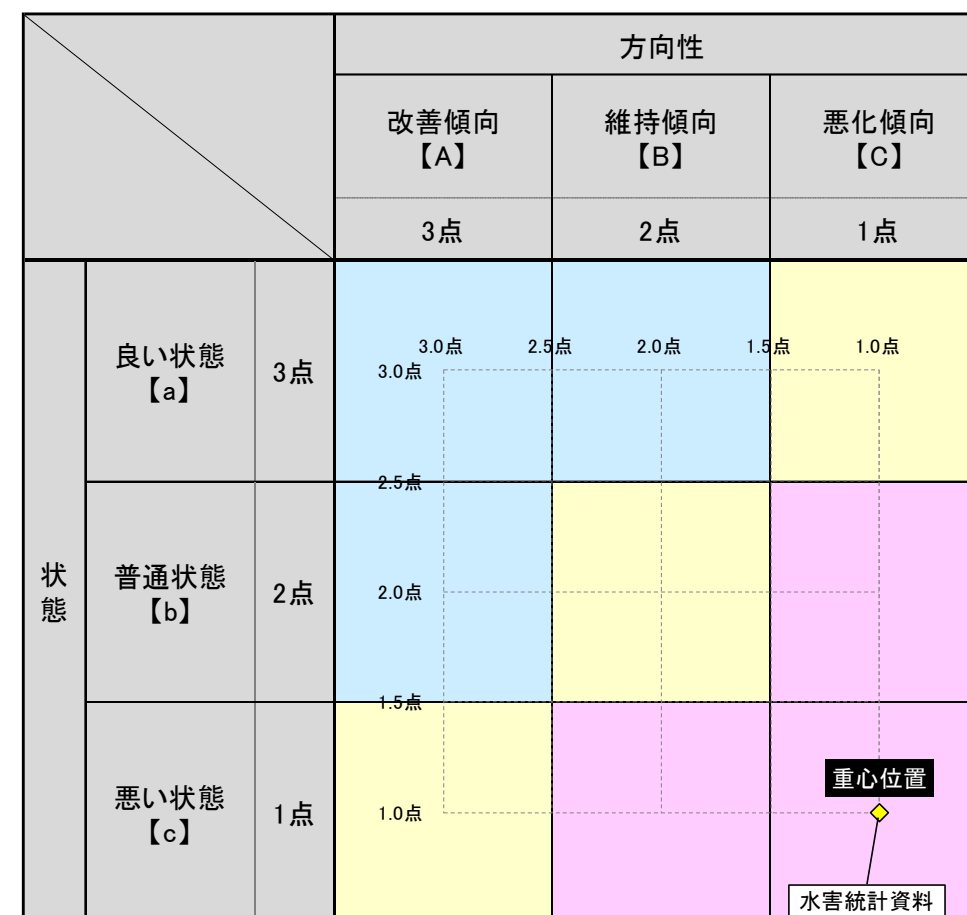 方向性
改善傾向
【A】
維持傾向
【B】
悪化傾向
【C】
3点
2点
1点
状態
良い状態
【a】
3点
普通状態
【b】
2点
悪い状態
【c】
1点
3.0点
2.5点
2.0点
1.5点
1.0点
3.0点
2.5点
2.0点
1.5点
1.0点
重心位置
水害統計資料